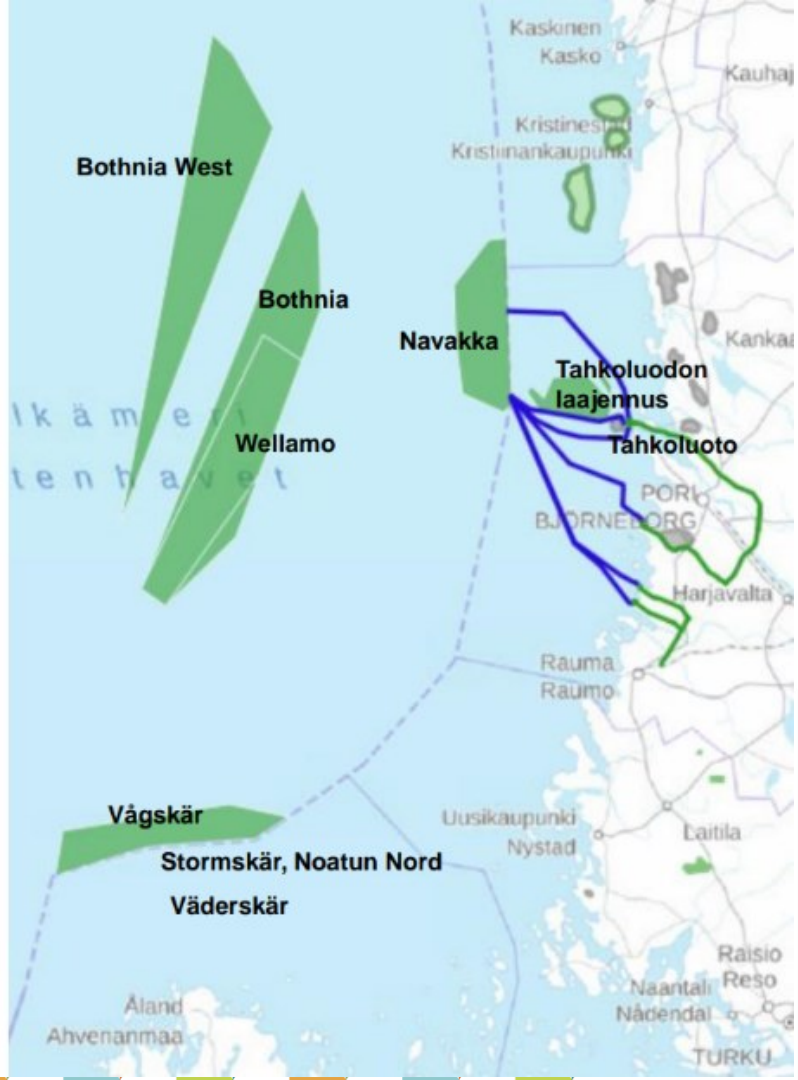 Kaskinen
Kaskö
Kauhaj
Kristinestad
Kristiinankaupunki
Bothnia West
Bothnia
Navakka
Kankaa
Tahkoluodon
laajennus
lkämeri
Wellamo
Tahkoluoto
tenhavet
PORI
BJÖRNEBORG
Harjavalta
Rauma
Raumo
Vågskär
Uusikaupunki
Nystad
Laitila
Stormskär, Noatun Nord
Väderskär
Raisio
Reso
Naantali
Nådendal
Åland
Ahvenanmaa
TURKU